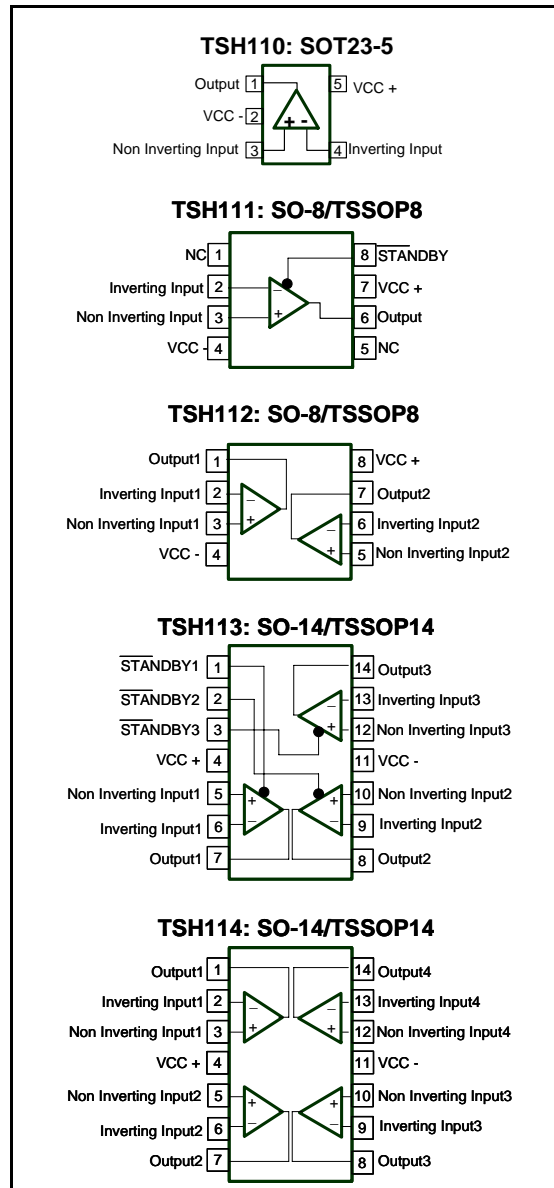 TSH110: SOT23-5
Output 1 5 VCC +
VCC - 2
+ -
Non Inverting Input 3 4 Inverting Input
TSH111: SO-8/TSSOP8
NC 1 8 STANDBY
Inverting Input 2 − 7 VCC +
Non Inverting Input 3 + 6 Output
VCC - 4 5 NC
TSH112: SO-8/TSSOP8
Output1 1 8 VCC +
Inverting Input1 2 − 7 Output2
Non Inverting Input1 3 + − 6 Inverting Input2
VCC - 4 + 5 Non Inverting Input2
TSH113: SO-14/TSSOP14
STANDBY1 1 14 Output3
STANDBY2 2 − 13 Inverting Input3
STANDBY3 3 + 12 Non Inverting Input3
VCC + 4 11 VCC -
Non Inverting Input1 5 + + 10 Non Inverting Input2
Inverting Input1 6 − − 9 Inverting Input2
Output1 7 8 Output2
TSH114: SO-14/TSSOP14
Output1 1 14 Output4
Inverting Input1 2 − − 13 Inverting Input4
Non Inverting Input1 3 + + 12 Non Inverting Input4
VCC + 4 11 VCC -
Non Inverting Input2 5 + + 10 Non Inverting Input3
Inverting Input2 6 − − 9 Inverting Input3
Output2 7 8 Output3